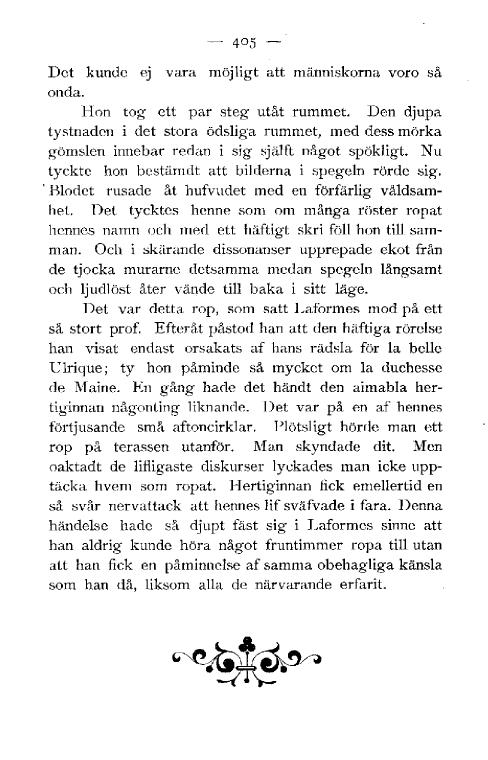 — 405 —
Det kunde ej vara möjligt att människorna voro så
onda.
Hon tog ett par steg utåt rummet. Den djupa
tystnaden i det stora ödsliga rummet, med dess mörka
gömslen innebar redan i sig själft något spökligt. Nu
tyckte hon bestämdt att bilderna i spegeln rörde sig.
Blodet rusade åt hufvudet med en förfärlig våldsam-
het. Det tycktes henne som om många röster ropat
hennes namn och med ett häftigt skri föll hon till sam-
man. Och i skärande dissonanser upprepade ekot från
de tjocka murarne detsamma medan spegeln långsamt
och ljudlöst åter vände till baka i sitt läge.
Det var detta rop, som satt Laformes mod på ett
så stort prof. Efteråt påstod han att den häftiga rörelse
han visat endast orsakats af hans rädsla för la belle
Ulrique; ty hon påminde så mycket om la duchesse
de Maine. En gång hade det händt den aimabla her-
tiginnan någonting liknande. Det var på en af hennes
förtjusande små aftoncirklar. Plötsligt hörde man ett
rop på terassen utanför. Man skyndade dit. Men
oaktadt de lifligaste diskurser lyckades man icke upp-
täcka hvem som ropat. Hertiginnan fick emellertid en
så svår nervattack att hennes lif sväfvade i fara. Denna
händelse hade så djupt fäst sig i Laformes sinne att
han aldrig kunde höra något fruntimmer ropa till utan
att han fick en påminnelse af samma obehagliga känsla
som han då, liksom alla de närvarande erfarit.